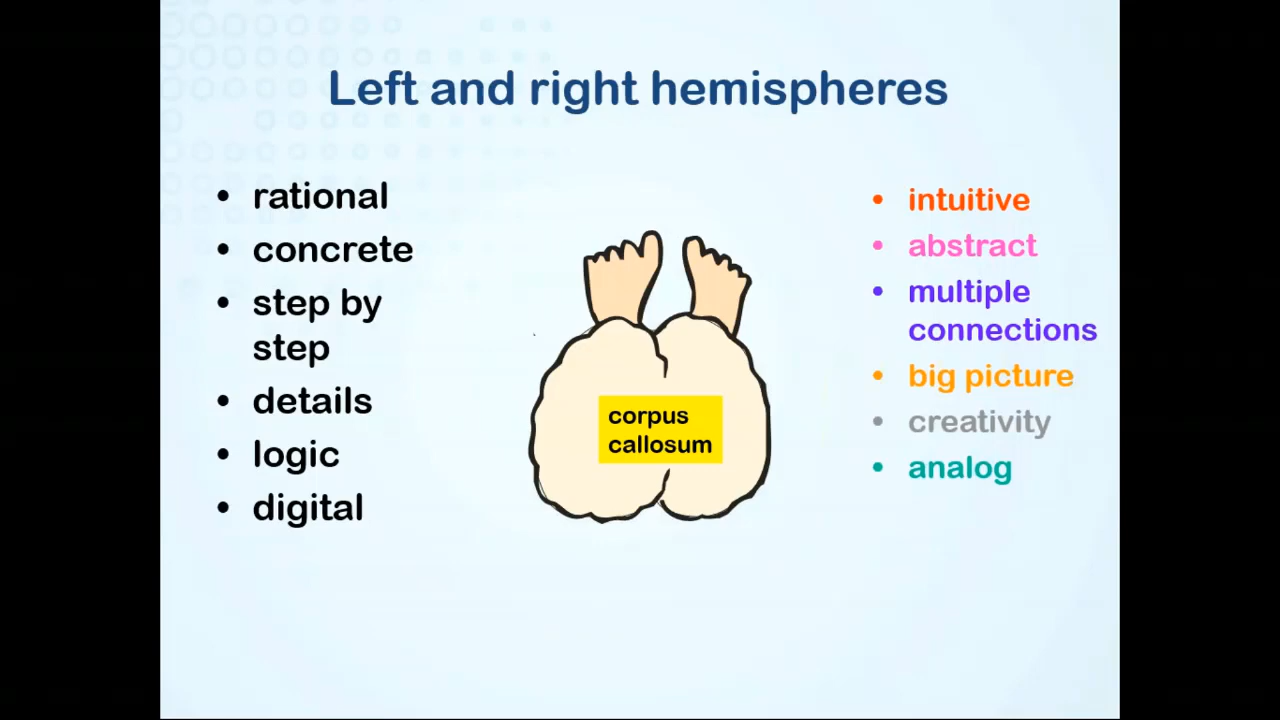 Left and right hemispheres
• rational
• concrete
• step by
step
• details
• logic
• digital
corpus
callosum
• intuitive
• abstract
• multiple
connections
• big picture
• creativity
• analog